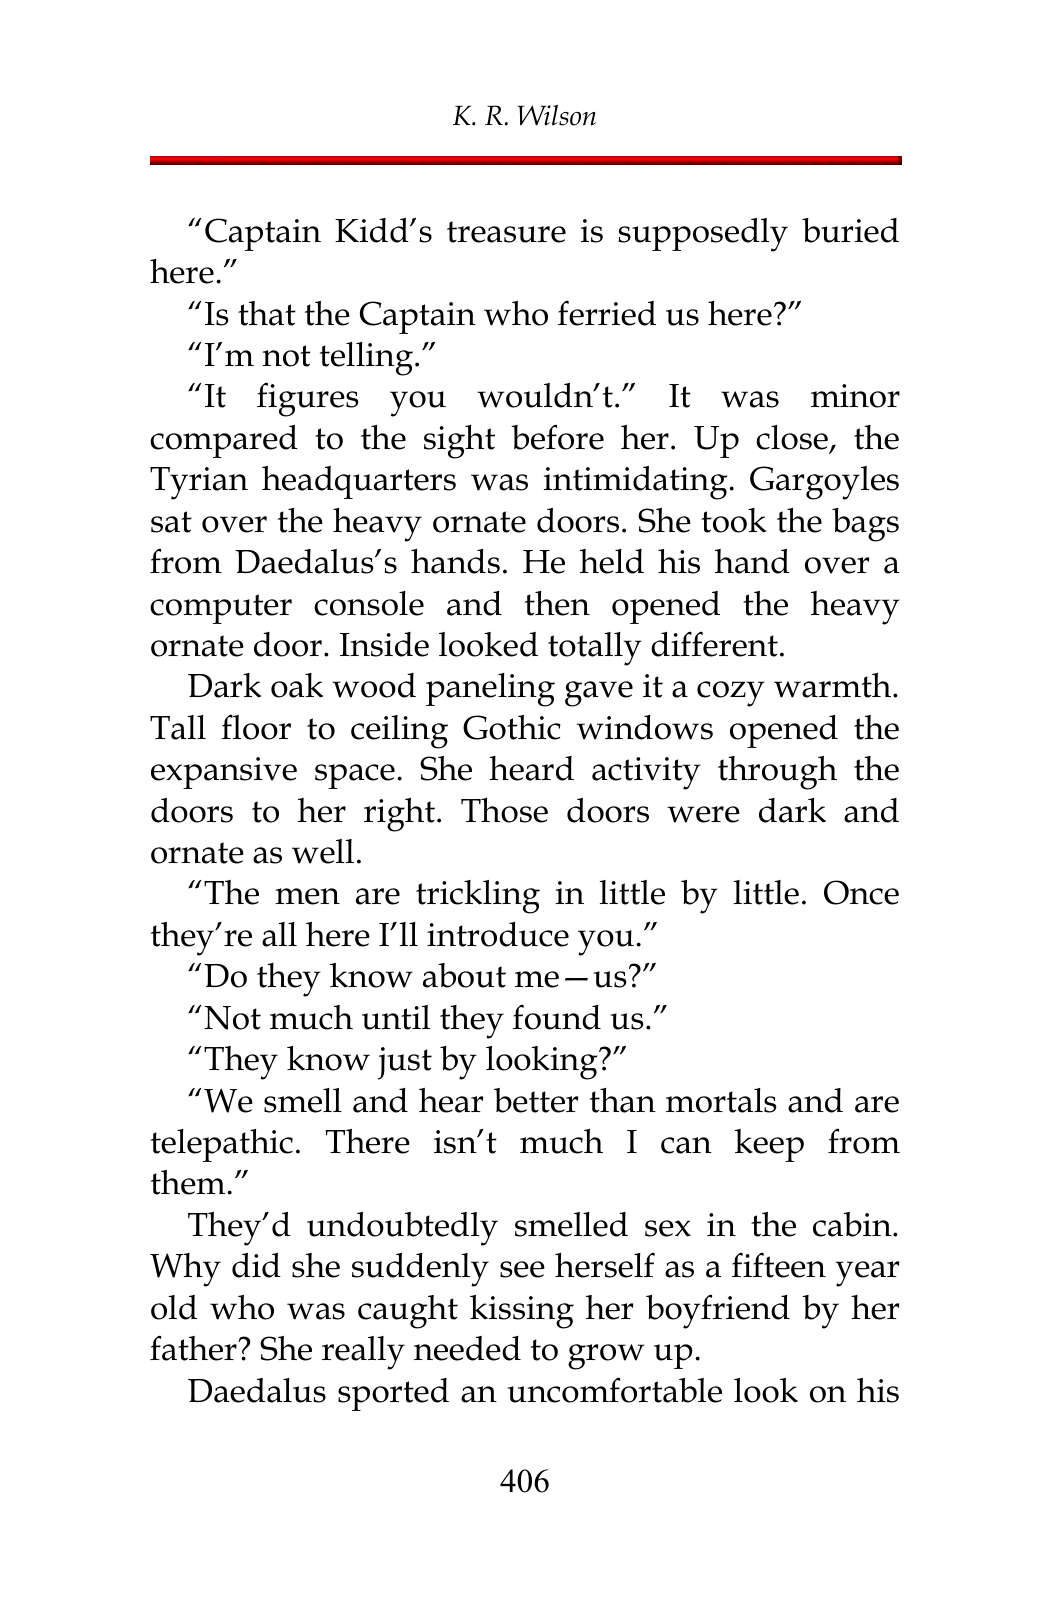 K. R. Wilson
“Captain Kidd’s treasure is supposedly buried
here.”
“Is that the Captain who ferried us here?”
“I’m not telling.”
“It figures you wouldn’t.” It was minor
compared to the sight before her. Up close, the
Tyrian headquarters was intimidating. Gargoyles
sat over the heavy ornate doors. She took the bags
from Daedalus’s hands. He held his hand over a
computer console and then opened the heavy
ornate door. Inside looked totally different.
Dark oak wood paneling gave it a cozy warmth.
Tall floor to ceiling Gothic windows opened the
expansive space. She heard activity through the
doors to her right. Those doors were dark and
ornate as well.
“The men are trickling in little by little. Once
they’re all here I’ll introduce you.”
“Do they know about me—us?”
“Not much until they found us.”
“They know just by looking?”
“We smell and hear better than mortals and are
telepathic. There isn’t much I can keep from
them.”
They’d undoubtedly smelled sex in the cabin.
Why did she suddenly see herself as a fifteen year
old who was caught kissing her boyfriend by her
father? She really needed to grow up.
Daedalus sported an uncomfortable look on his
406